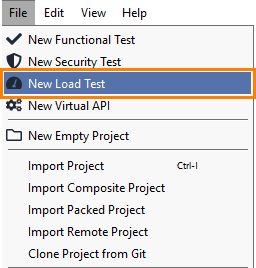 File Edit View Help
New Functional Test
New Security Test
New Load Test
New Virtual API
New Empty Project
Import Project Ctrl-I
Import Composite Project
Import Packed Project
Import Remote Project
Clone Project from Git